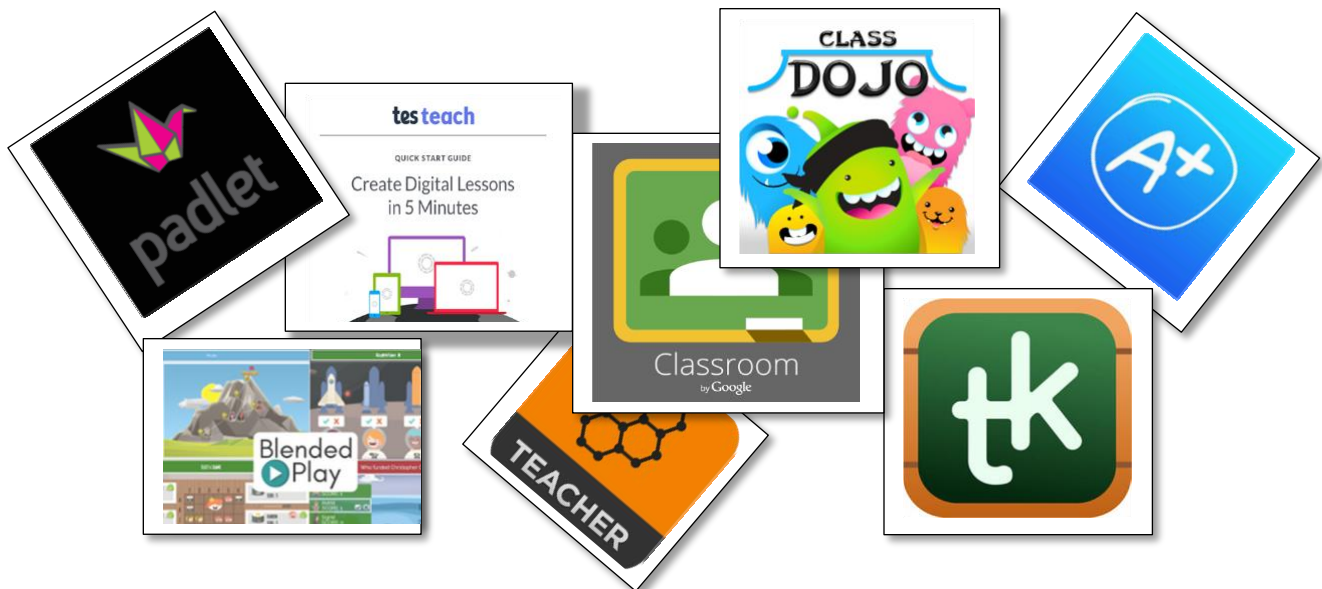 padlet
tes teach
QUICK START GUIDE
Create Digital Lessons
in 5 Minutes
CLASS
DOJO
A+
Classroom
by Google
tk
Blended
Play
TEACHER